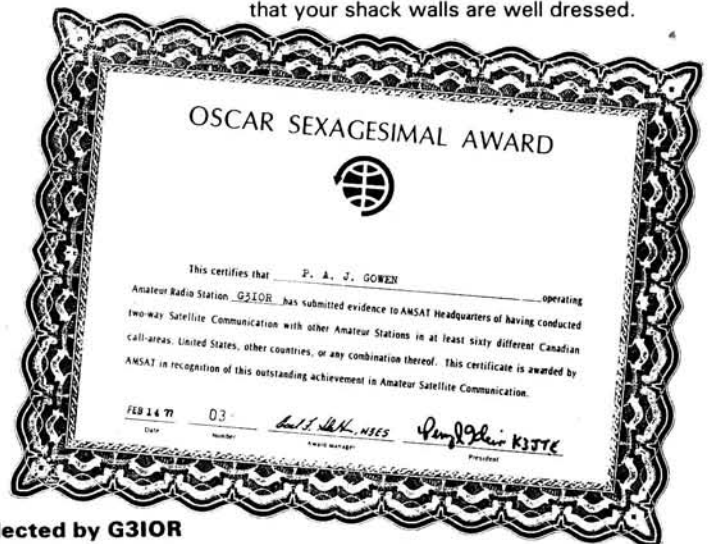 that your shack walls are well dressed.
OSCAR SEXAGESIMAL AWARD
This certifies that P. A. J. GOWEN operating
Amateur Radio Station G3IOR has submitted evidence to AMSAT Headquarters of having conducted
two-way Satellite Communication with other Amateur Stations in at least sixty different Canadian
call-areas, United States, other countries, or any combination thereof. This certificate is awarded by
AMSAT in recognition of this outstanding achievement in Amateur Satellite Communication.
FEB 14 77 03 , N3ES K3JTE
Date Number Award manager President
lected by G3IOR